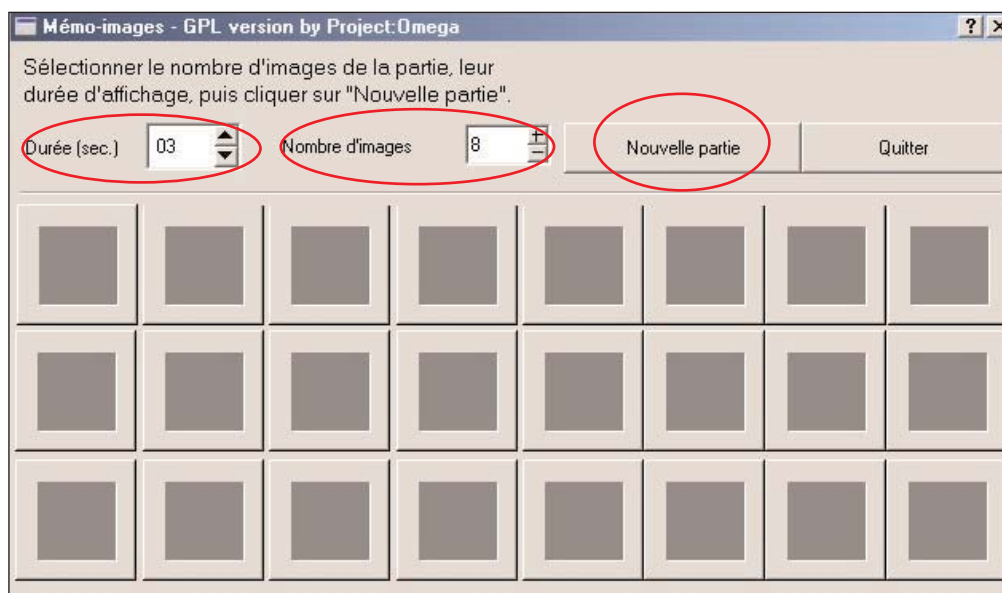 Mémo-images - GPL version by Project:Omega
Sélectionner le nombre d'images de la partie, leur
durée d'affichage, puis cliquer sur "Nouvelle partie".
Durée (sec.) 03 Nombre d'images 8 Nouvelle partie Quitter